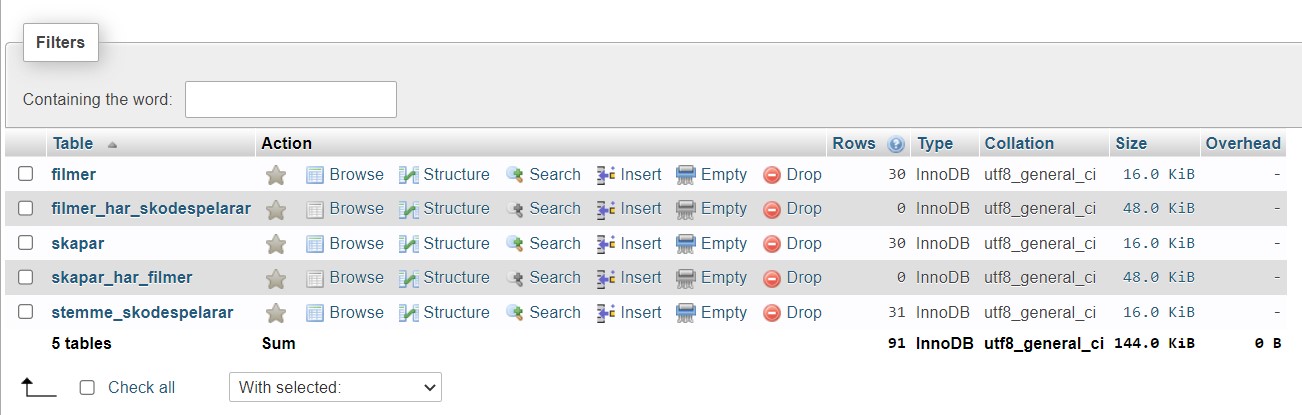 Filters
Containing the word:
Table Action Rows Type Collation Size Overhead
filmer Browse Structure Search Insert Empty Drop 30 InnoDB utf8_general_ci 16.0 KiB -
filmer_har_skodespelarar Browse Structure Search Insert Empty Drop 0 InnoDB utf8_general_ci 48.0 KiB -
skapar Browse Structure Search Insert Empty Drop 30 InnoDB utf8_general_ci 16.0 KiB -
skapar_har_filmer Browse Structure Search Insert Empty Drop 0 InnoDB utf8_general_ci 48.0 KiB -
stemme_skodespelarar Browse Structure Search Insert Empty Drop 31 InnoDB utf8_general_ci 16.0 KiB -
5 tables Sum 91 InnoDB utf8_general_ci 144.0 KiB 0 B
Check all With selected: